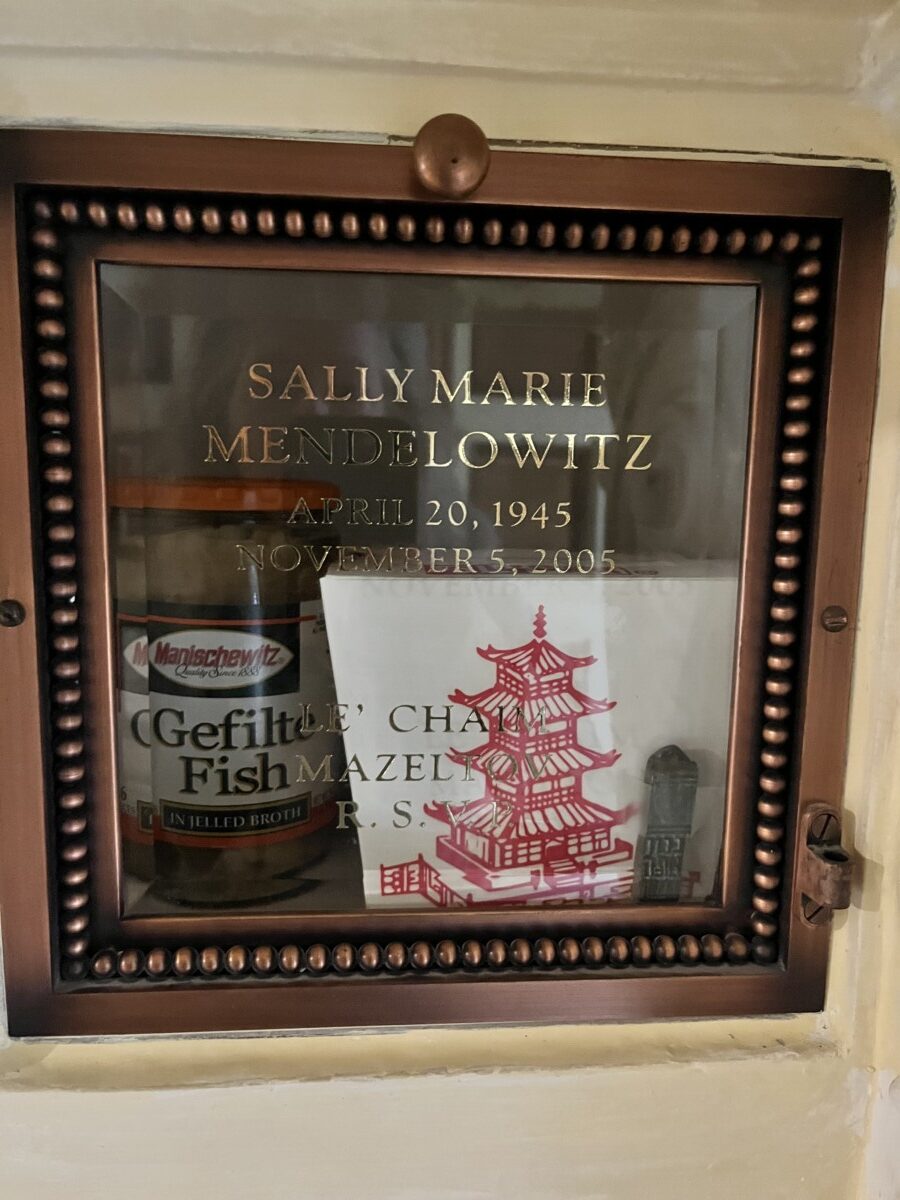 SALLY MARIE
MENDELOWITZ
APRIL 20, 1945
NOVEMBER 5, 2005
Manischewitz
Quality Since 1888
Gefilte
Fish
IN JELLED BROTH
LE' CHAIM
MAZELTOV
R. S. V. P.